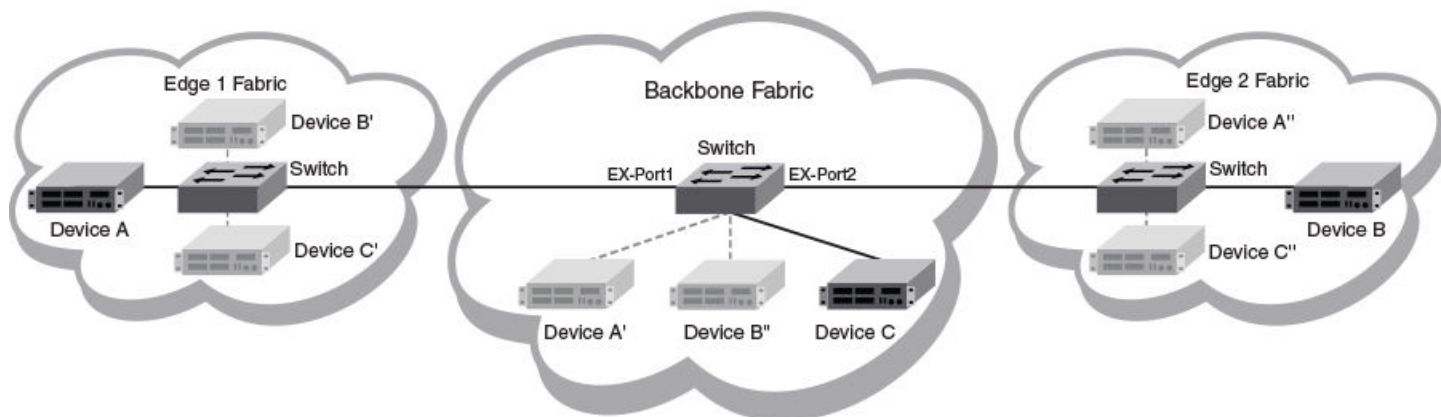 Edge 1 Fabric
Device B'
Switch
Device A
Device C'
Backbone Fabric
Switch
EX-Port1
EX-Port2
Device A'
Device B"
Device C
Edge 2 Fabric
Device A"
Switch
Device B
Device C"